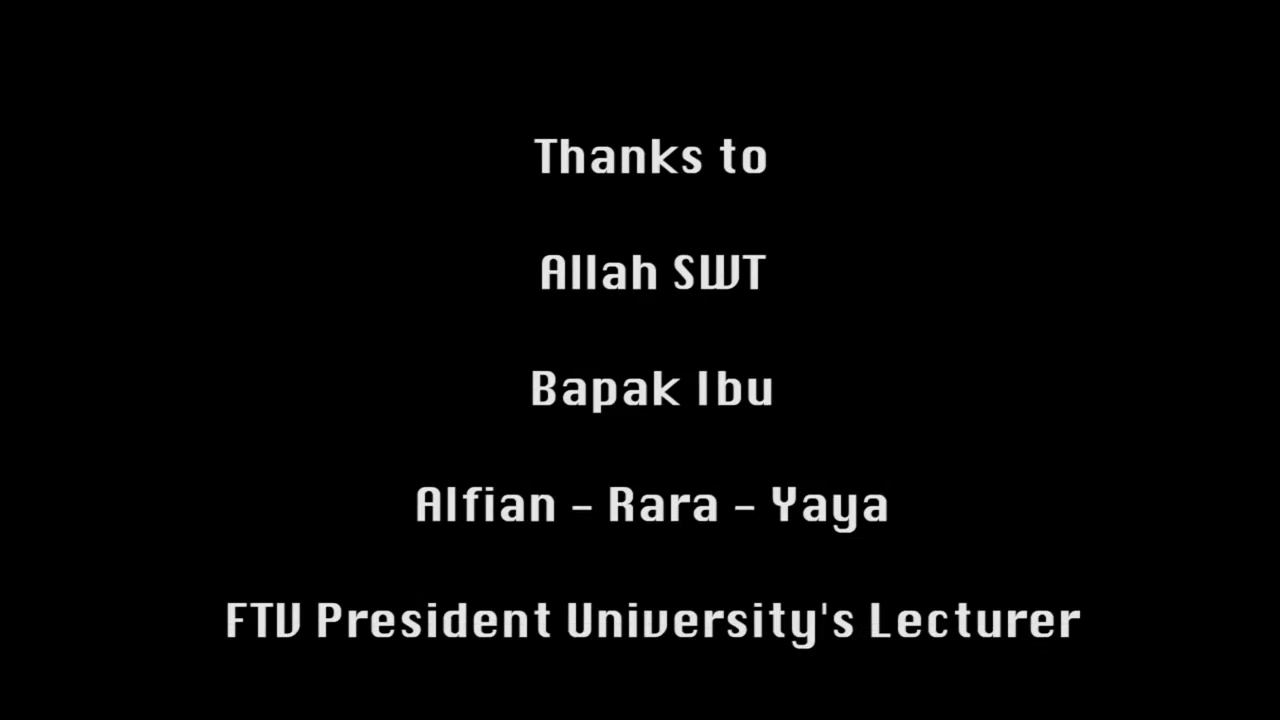 Thanks to
Allah SWT
Bapak Ibu
Alfian - Rara - Yaya
FTV President University's Lecturer